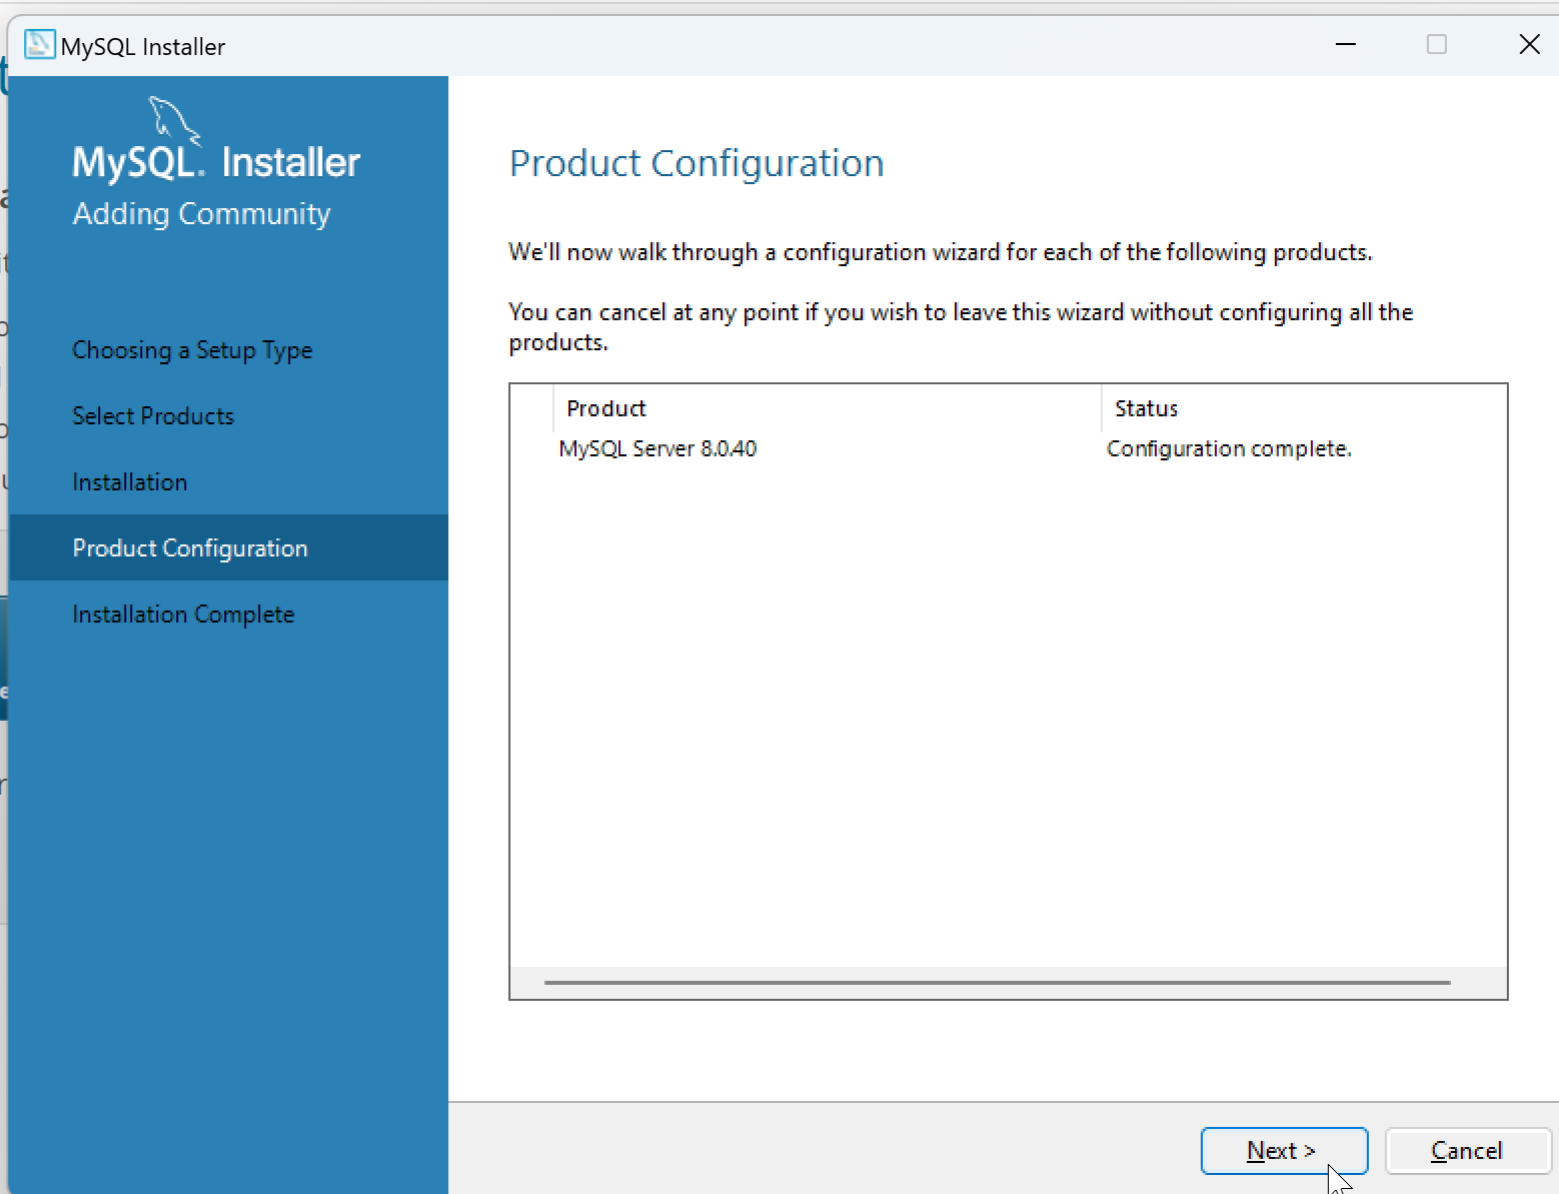 MySQL Installer
MySQL. Installer
Adding Community
Choosing a Setup Type
Select Products
Installation
Product Configuration
Installation Complete
Product Configuration
We'll now walk through a configuration wizard for each of the following products.
You can cancel at any point if you wish to leave this wizard without configuring all the
products.
Product Status
MySQL Server 8.0.40 Configuration complete.
Next > Cancel